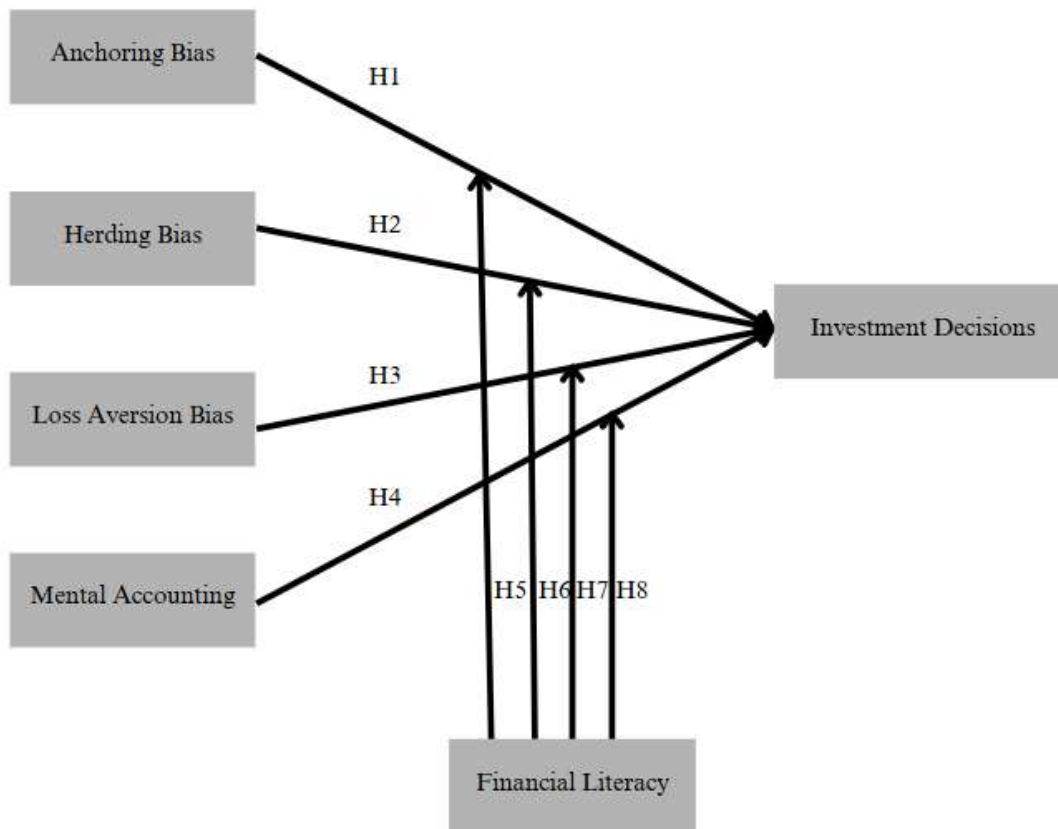 Anchoring Bias
H1
Herding Bias
H2
Investment Decisions
Loss Aversion Bias
H3
H4
Mental Accounting
H5
H6
H7
H8
Financial Literacy